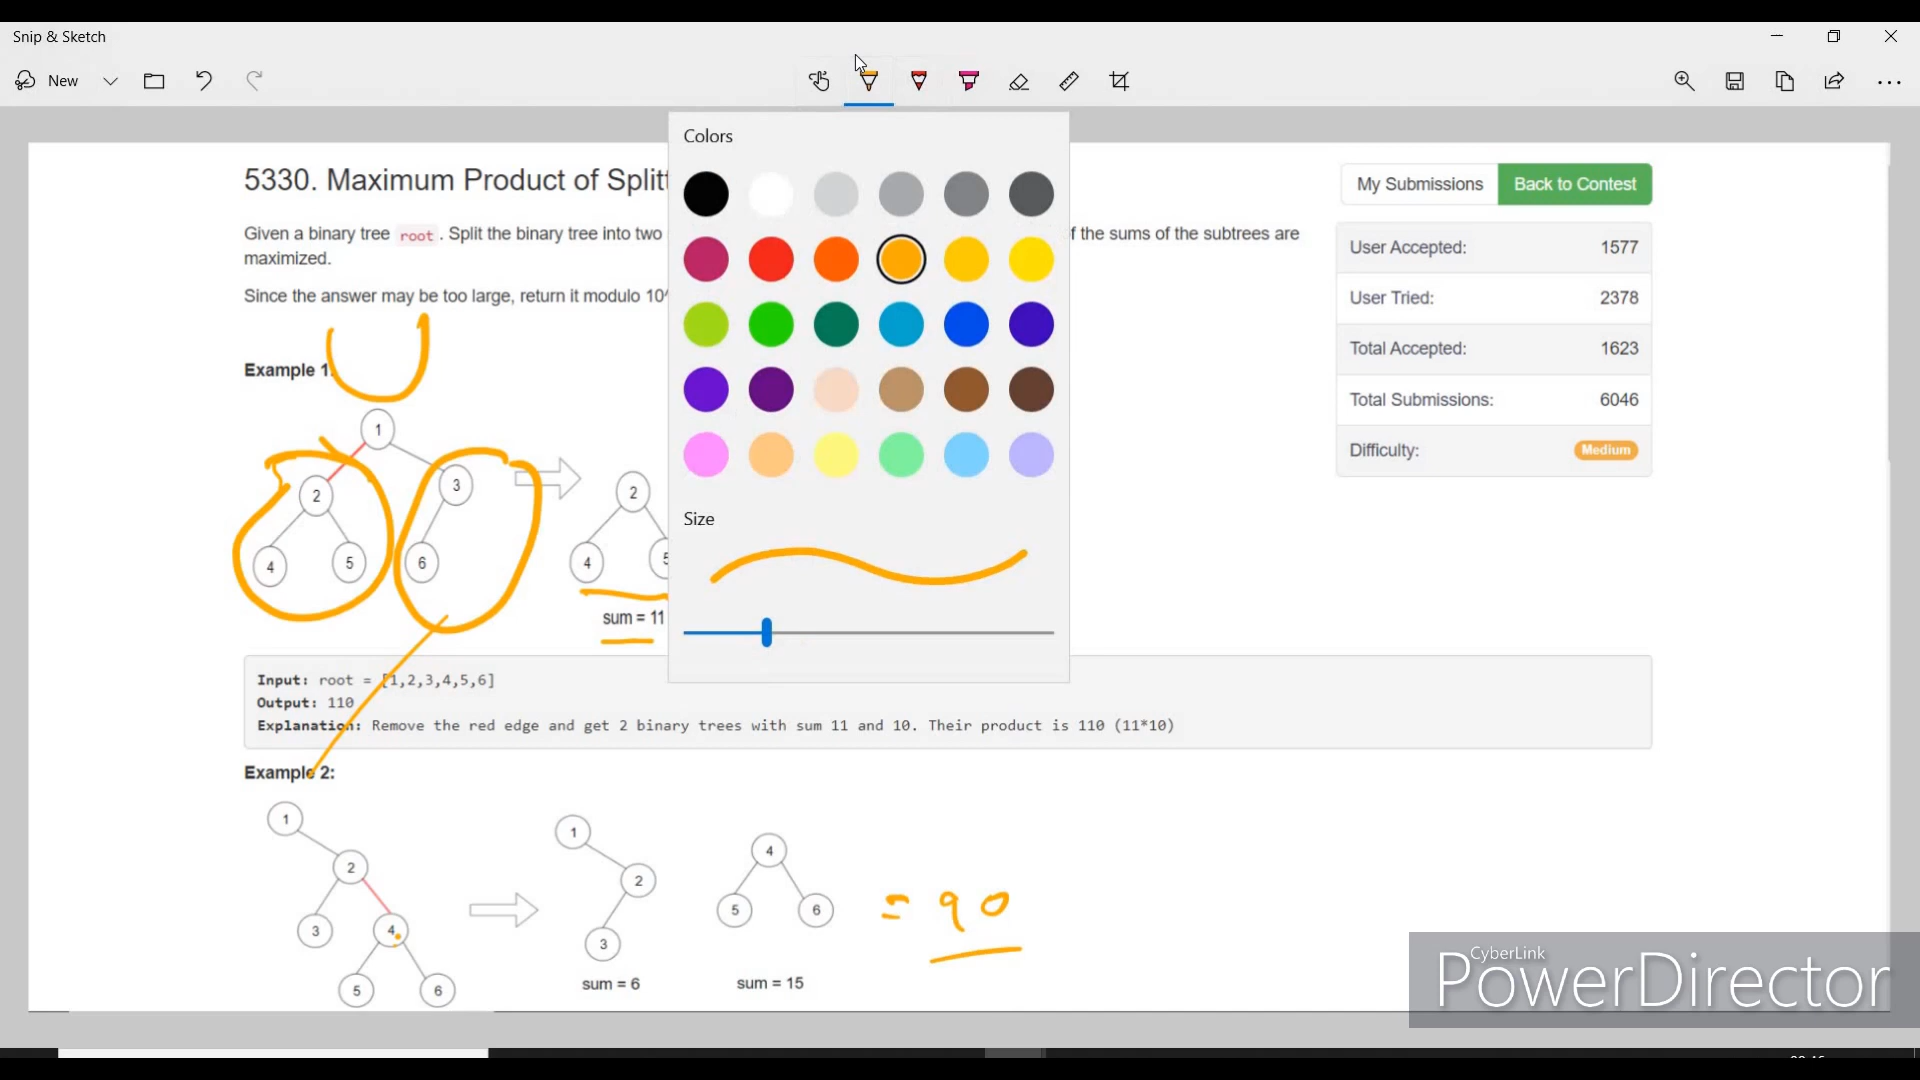 Snip & Sketch
New
Colors
5330. Maximum Product of Split
My Submissions
Back to Contest
Given a binary tree root. Split the binary tree into two
f the sums of the subtrees are
maximized.
Since the answer may be too large, return it modulo 10^
User Accepted: 1577
User Tried: 2378
Total Accepted: 1623
Total Submissions: 6046
Difficulty: Medium
Example 1:
1
2
3
4
5
6
2
4
5
sum = 11
Size
Input: root = [1,2,3,4,5,6]
Output: 110
Explanation: Remove the red edge and get 2 binary trees with sum 11 and 10. Their product is 110 (11*10)
Example 2:
1
2
3
4
5
6
1
2
3
sum = 6
4
5
6
sum = 15
= 90
CyberLink
PowerDirector